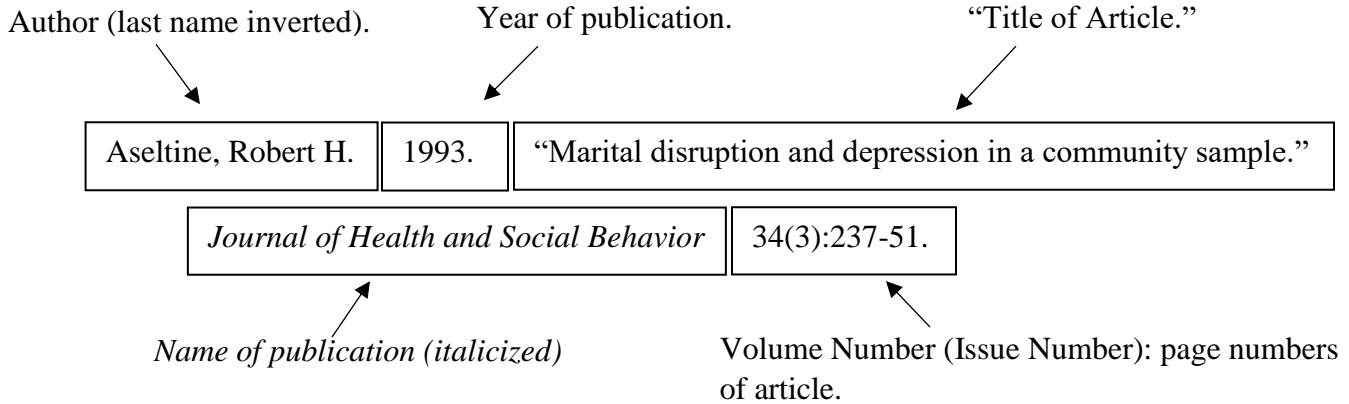 Author (last name inverted). Year of publication. “Title of Article.”
Aseltine, Robert H. 1993. “Marital disruption and depression in a community sample.”
Journal of Health and Social Behavior 34(3):237-51.
Name of publication (italicized) Volume Number (Issue Number): page numbers
of article.